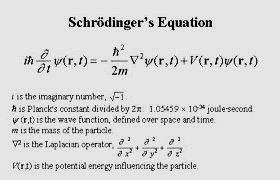 Schrödinger's Equation
iħ ∂/∂t ψ(r,t) = − ħ²/2m ∇²ψ(r,t) + V(r,t)ψ(r,t)
i is the imaginary number, √−1.
ħ is Planck's constant divided by 2π: 1.05459 × 10⁻³⁴ joule-second.
ψ (r,t) is the wave function, defined over space and time.
m is the mass of the particle.
∇² is the Laplacian operator, ∂²/∂x² + ∂²/∂y² + ∂²/∂z²
V(r,t) is the potential energy influencing the particle.